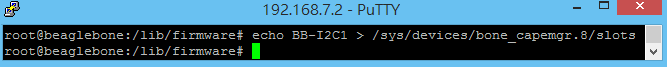 192.168.7.2 - PuTTY
root@beaglebone:/lib/firmware# echo BB-I2C1 > /sys/devices/bone_capemgr.8/slots
root@beaglebone:/lib/firmware#